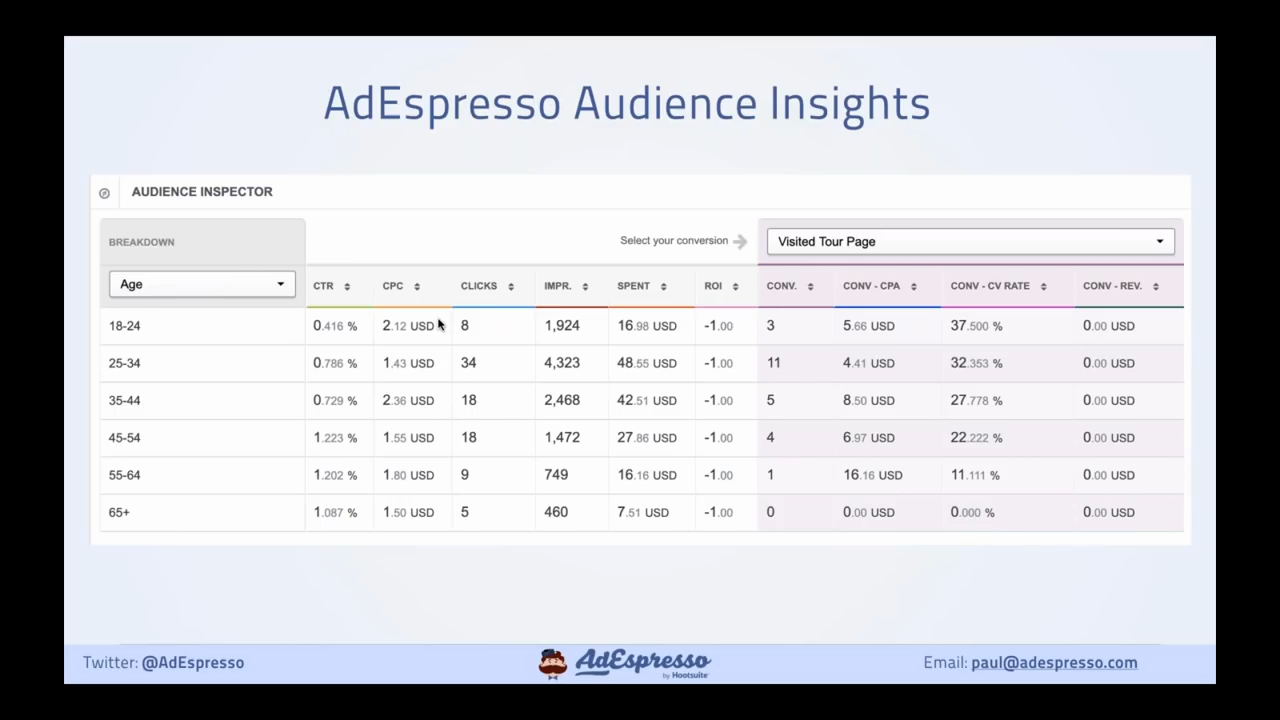 AdEspresso Audience Insights
AUDIENCE INSPECTOR
BREAKDOWN
Select your conversion
Visited Tour Page
Age
CTR CPC CLICKS IMPR. SPENT ROI CONV. CONV - CPA CONV - CV RATE CONV - REV.
18-24 0.416 % 2.12 USD 8 1,924 16.98 USD -1.00 3 5.66 USD 37.500 % 0.00 USD
25-34 0.786 % 1.43 USD 34 4,323 48.55 USD -1.00 11 4.41 USD 32.353 % 0.00 USD
35-44 0.729 % 2.36 USD 18 2,468 42.51 USD -1.00 5 8.50 USD 27.778 % 0.00 USD
45-54 1.223 % 1.55 USD 18 1,472 27.86 USD -1.00 4 6.97 USD 22.222 % 0.00 USD
55-64 1.202 % 1.80 USD 9 749 16.16 USD -1.00 1 16.16 USD 11.111 % 0.00 USD
65+ 1.087 % 1.50 USD 5 460 7.51 USD -1.00 0 0.00 USD 0.000 % 0.00 USD
Twitter: @AdEspresso
AdEspresso
by Hootsuite
Email: paul@adespresso.com